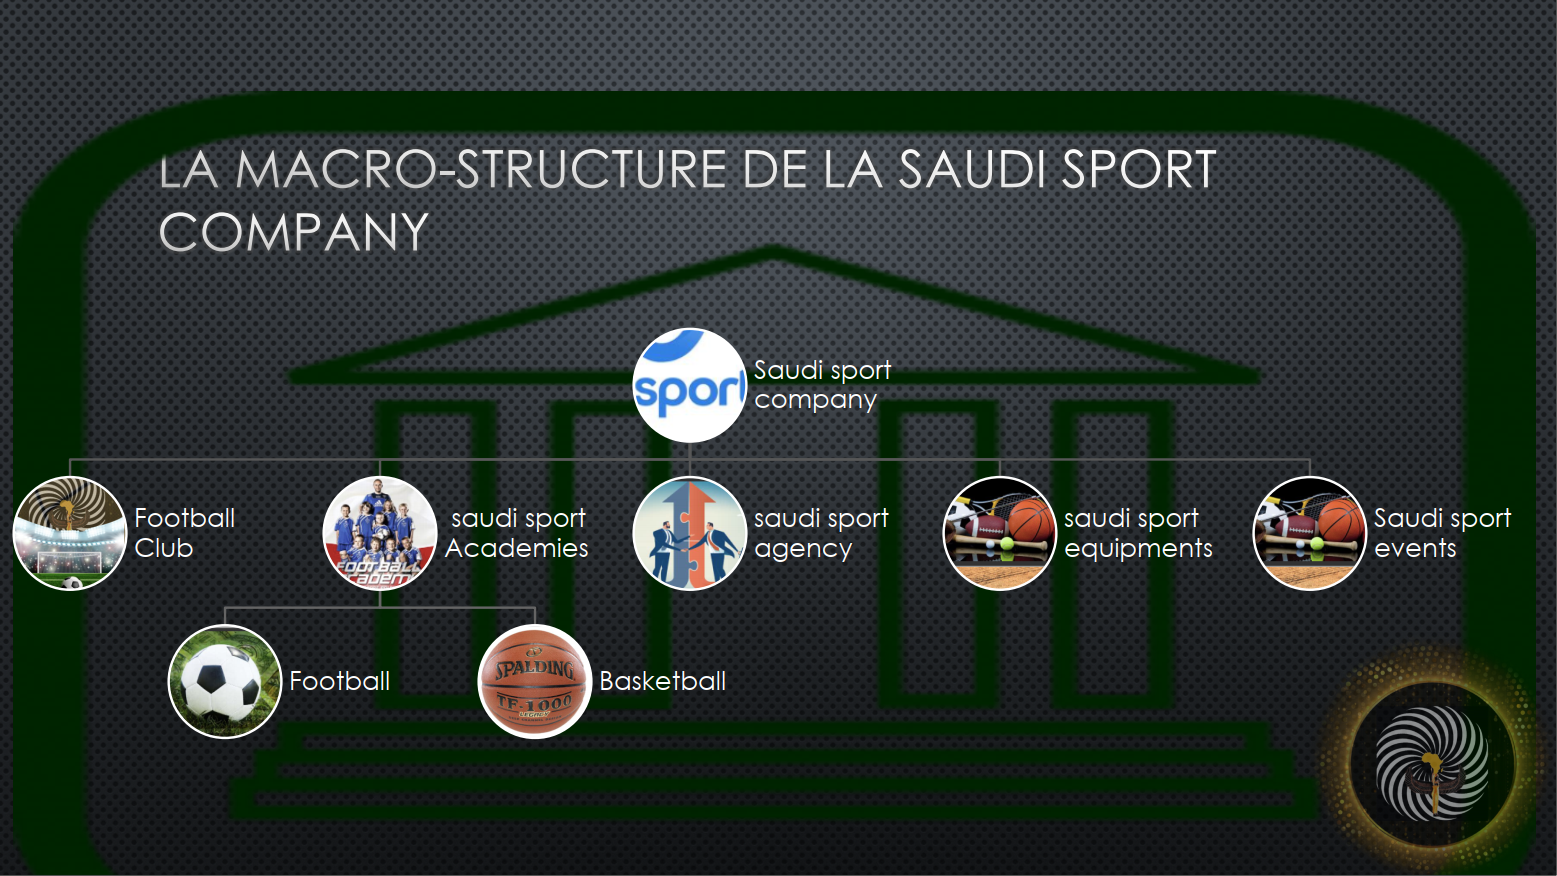 LA MACRO-STRUCTURE DE LA SAUDI SPORT
COMPANY
sport
Saudi sport
company
Football
Club
saudi sport
Academies
saudi sport
agency
saudi sport
equipments
Saudi sport
events
FOOTBALL
ACADEMY
Football
SPALDING
TF-1000
LEGACY
Basketball